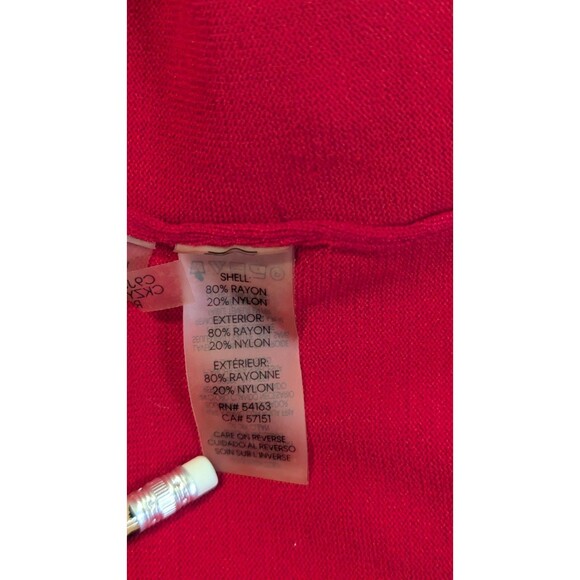 SHELL
80% RAYON
20% NYLON
EXTERIOR:
80% RAYON
20% NYLON
EXTÉRIEUR:
80% RAYONNE
20% NYLON
RN# 54163
CA# 57151
CARE ON REVERSE
CUIDADO AL REVERSO
SOIN SUR L'INVERSE